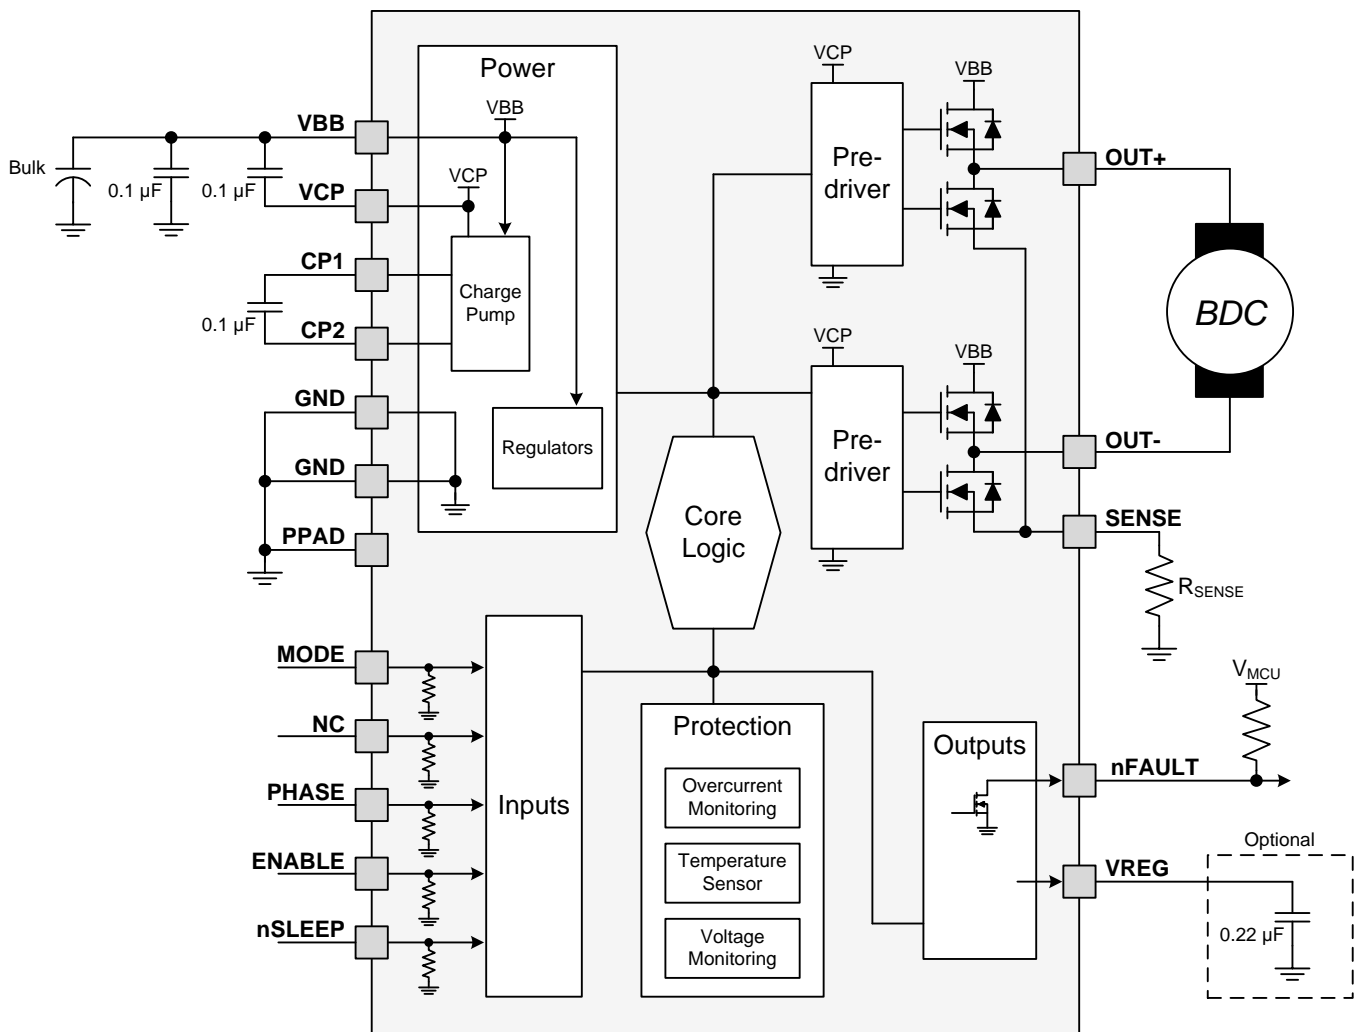 Power
VBB
VCP
Charge
Pump
Regulators
VBB
Bulk
0.1 µF
0.1 µF
VCP
CP1
0.1 µF
CP2
GND
GND
PPAD
MODE
NC
PHASE
ENABLE
nSLEEP
Inputs
Core
Logic
Protection
Overcurrent
Monitoring
Temperature
Sensor
Voltage
Monitoring
VCP
Pre-
driver
VBB
VCP
Pre-
driver
VBB
OUT+
BDC
OUT-
SENSE
RSENSE
VMCU
Outputs
nFAULT
VREG
Optional
0.22 µF